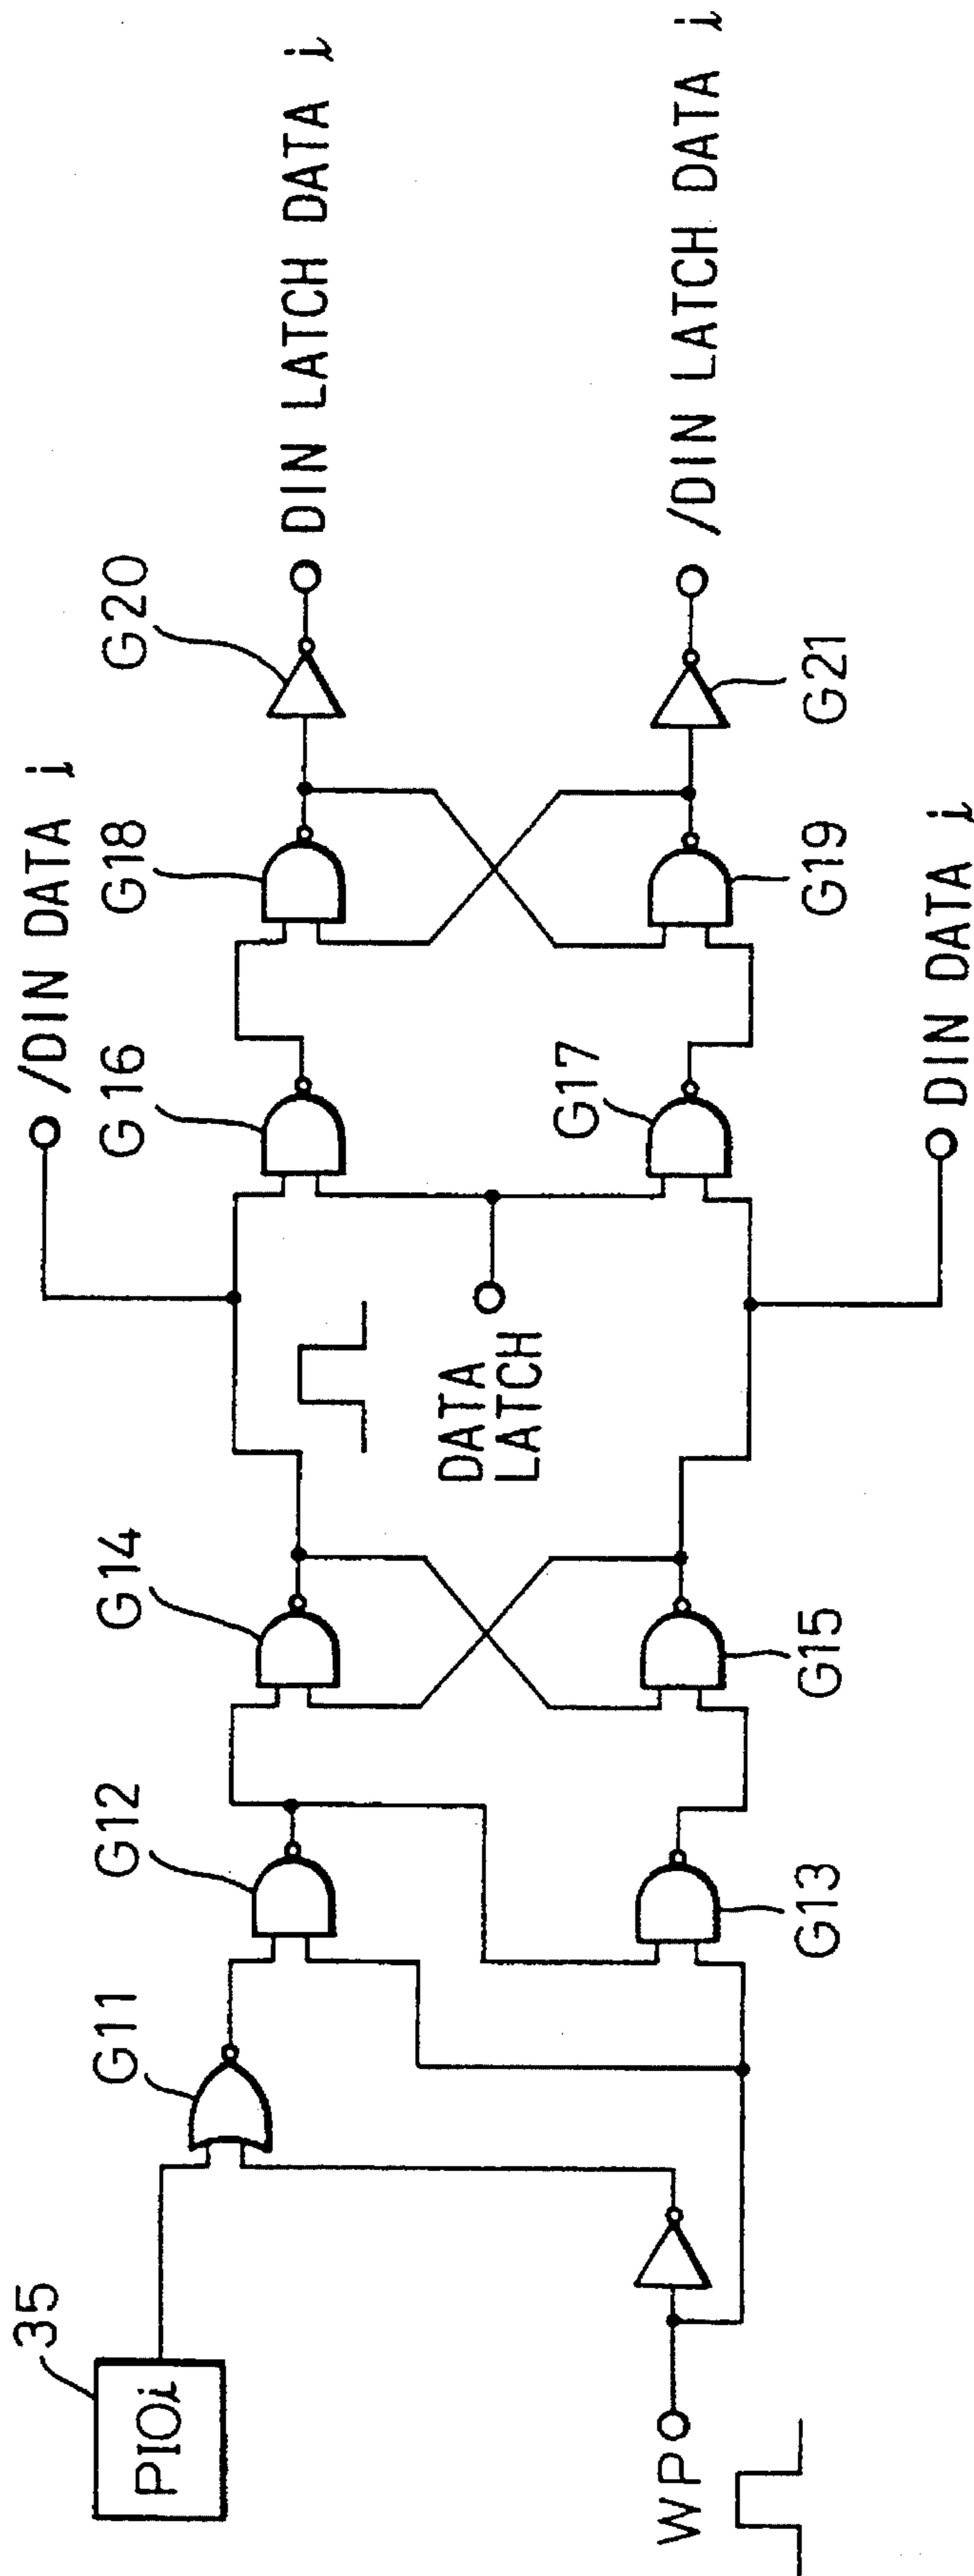 35
PIOi
WP
G11
G12
G13
G14
G15
DATA
LATCH
/DIN DATA i
G16
G17
DIN DATA i
G18
G19
G20
G21
DIN LATCH DATA i
/DIN LATCH DATA i